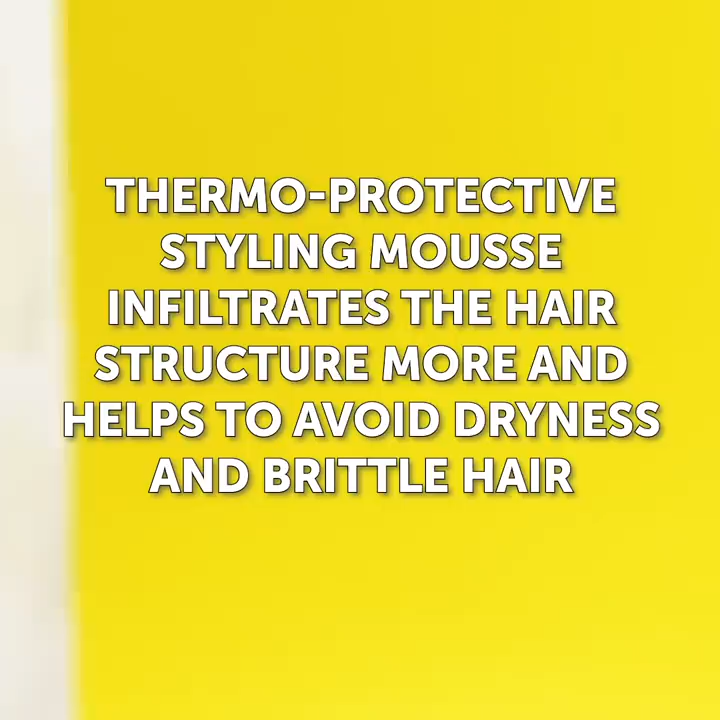 THERMO-PROTECTIVE
STYLING MOUSSE
INFILTRATES THE HAIR
STRUCTURE MORE AND
HELPS TO AVOID DRYNESS
AND BRITTLE HAIR